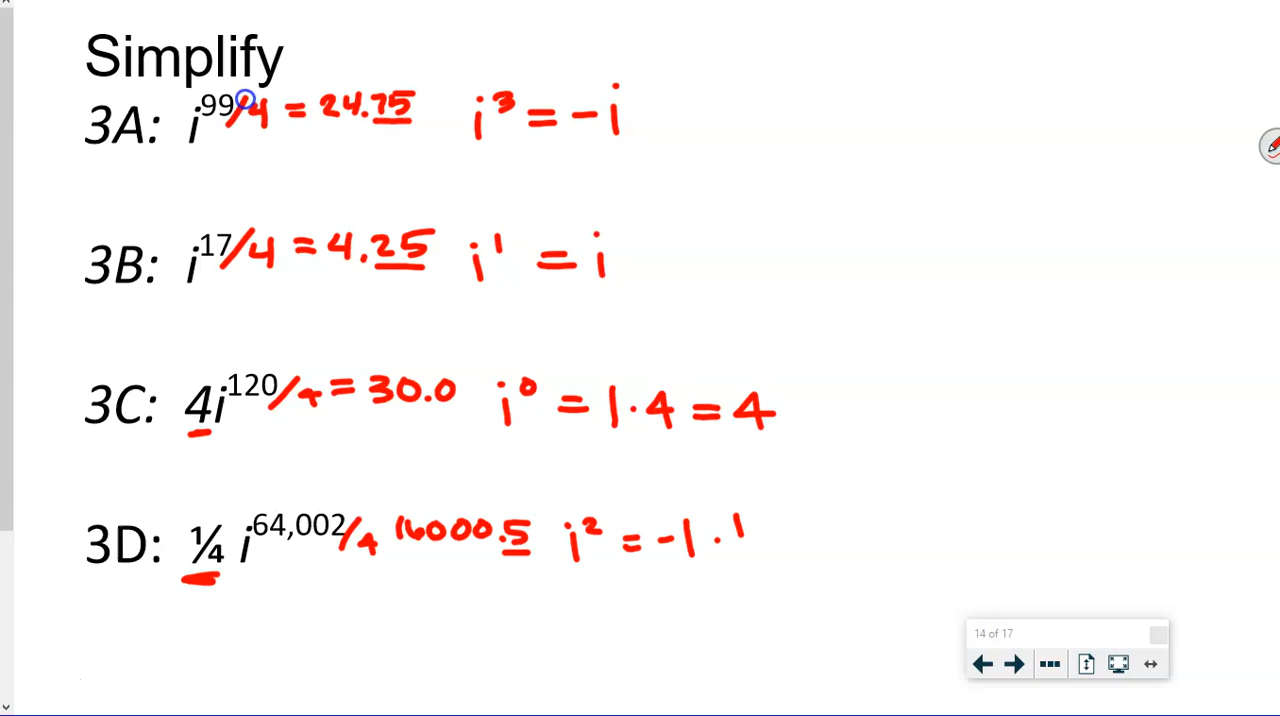 Simplify
3A: i^99/4 = 24.75 i^3 = -i
3B: i^17/4 = 4.25 i^1 = i
3C: 4i^120/4 = 30.0 i^0 = 1·4 = 4
3D: ¼ i^64,002/4 16000.5 i^2 = -1·1
14 of 17